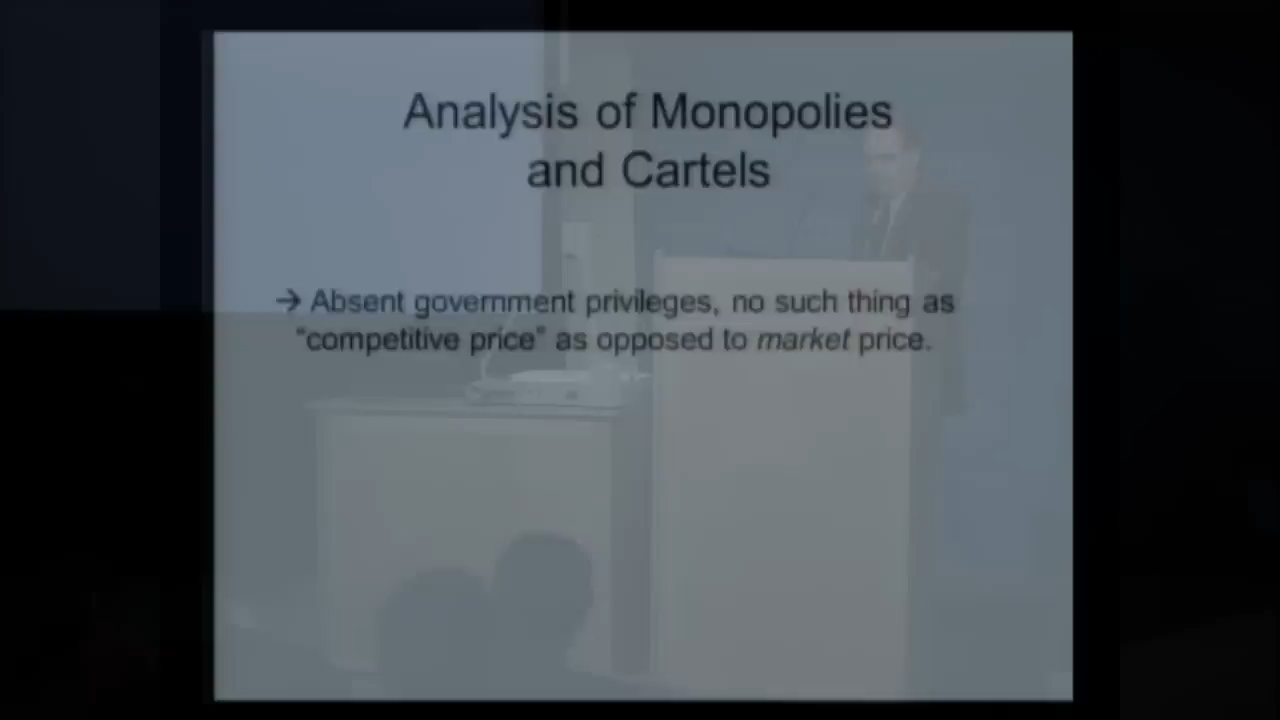 Analysis of Monopolies
and Cartels
→ Absent government privileges, no such thing as
"competitive price" as opposed to market price.